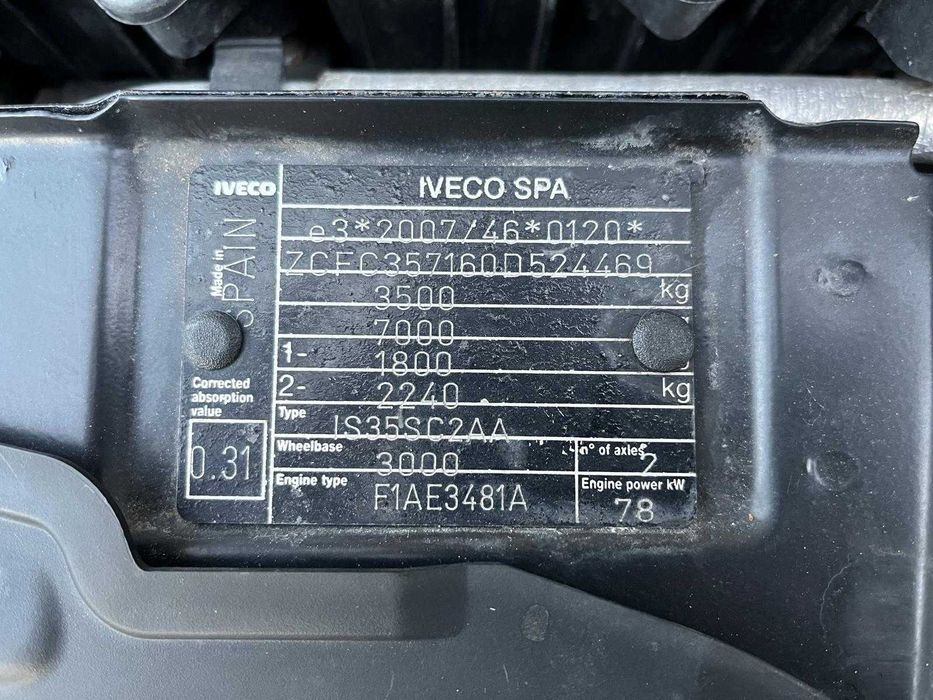 IVECO
IVECO SPA
Made in
SPAIN
e3*2007/46*0120*
ZCFC357160D524469
3500 kg
7000
1- 1800
2- 2240 kg
Corrected
absorption
value
0.31
Type
IS35SC2AA
Wheelbase
3000
n° of axles
2
Engine type
F1AE3481A
Engine power kW
78